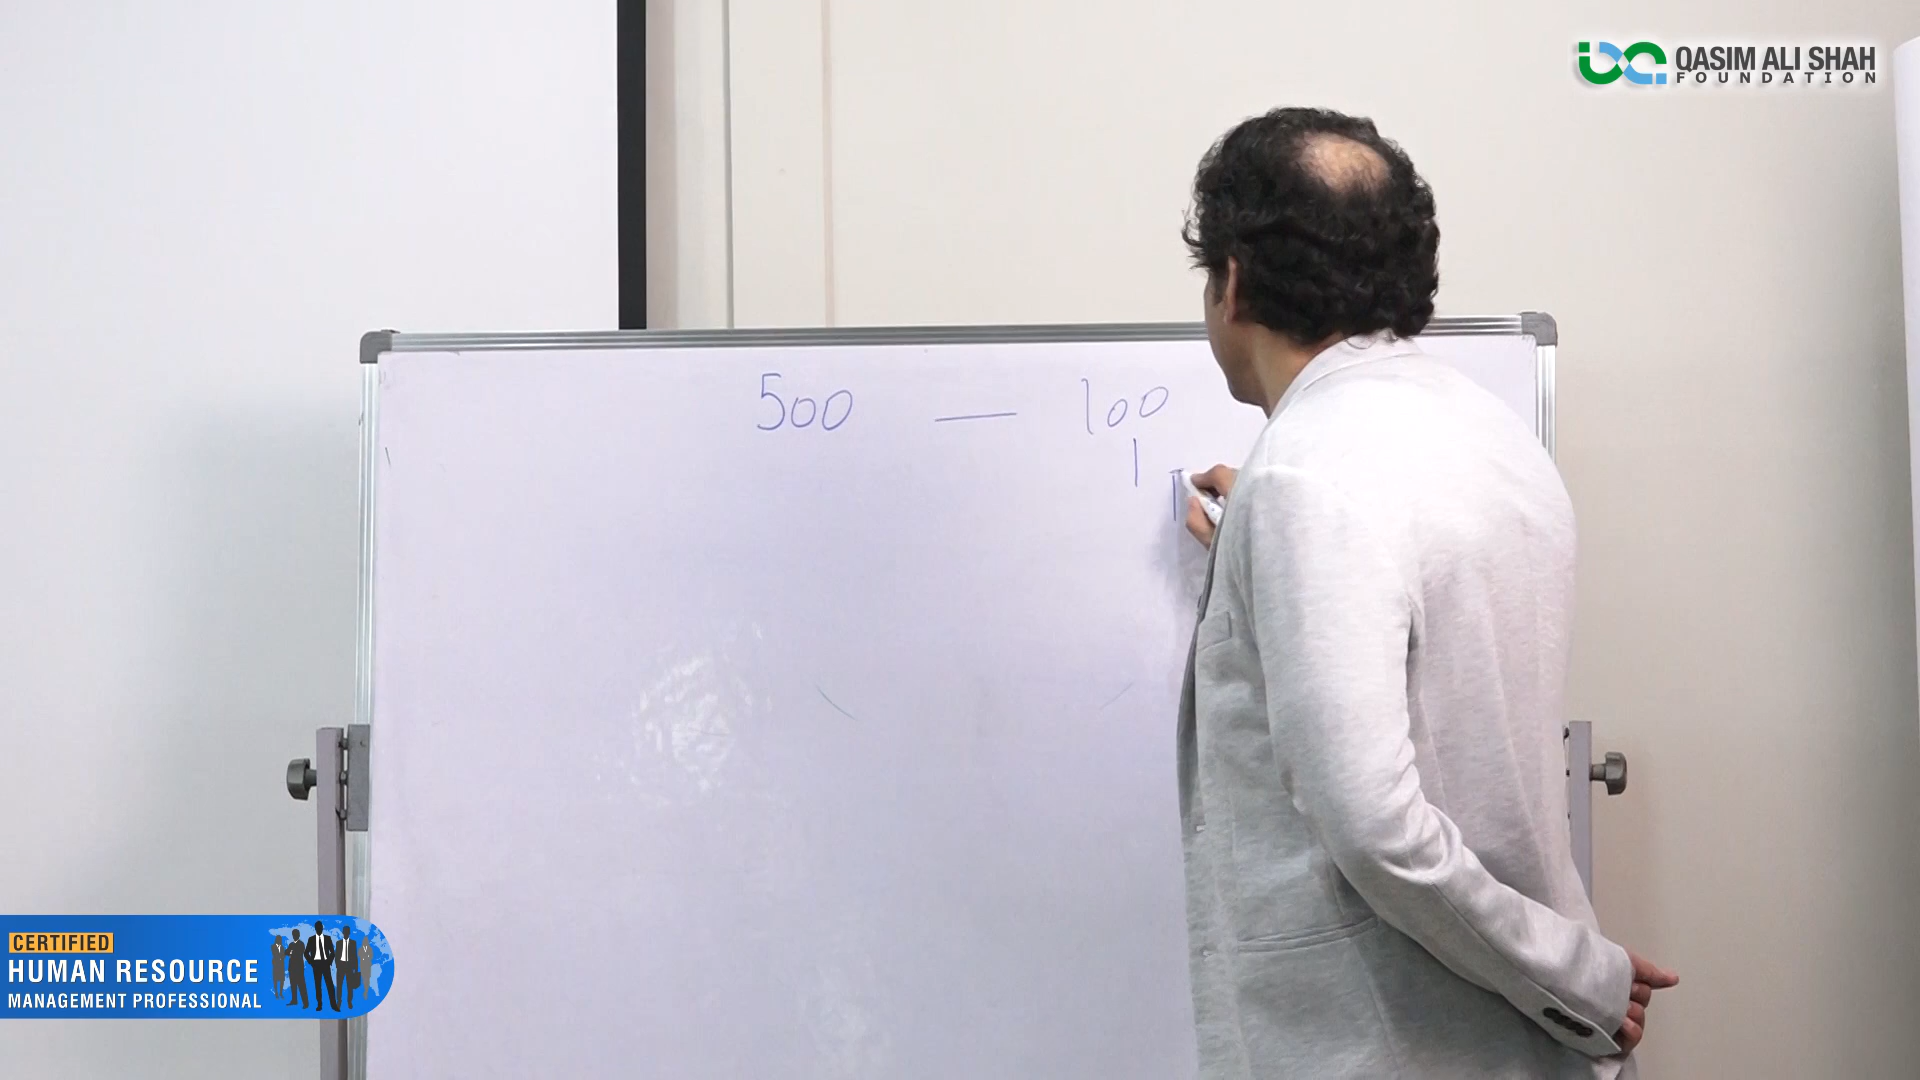 QASIM ALI SHAH
FOUNDATION
500 — 100
CERTIFIED
HUMAN RESOURCE
MANAGEMENT PROFESSIONAL